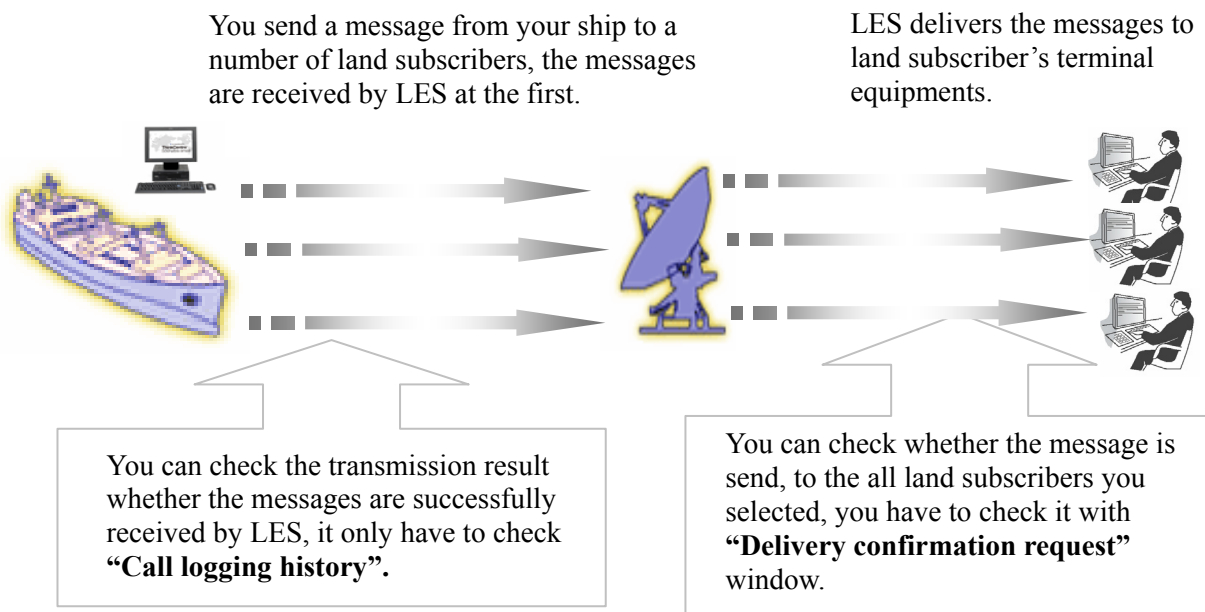 You send a message from your ship to a
number of land subscribers, the messages
are received by LES at the first.
LES delivers the messages to
land subscriber’s terminal
equipments.
You can check the transmission result
whether the messages are successfully
received by LES, it only have to check
“Call logging history”.
You can check whether the message is
send, to the all land subscribers you
selected, you have to check it with
“Delivery confirmation request”
window.